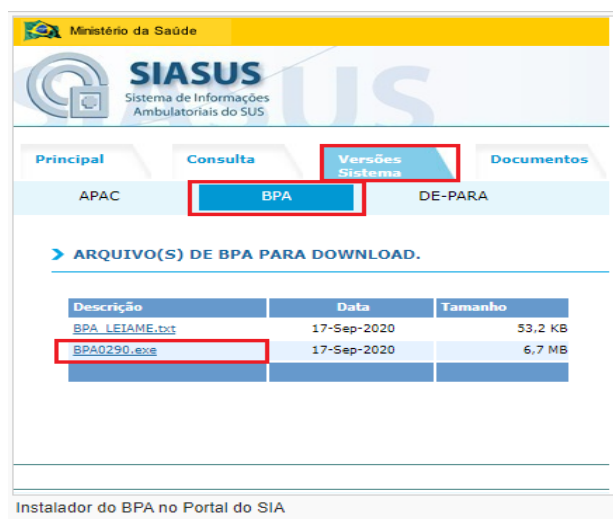 Ministério da Saúde
SIASUS
Sistema de Informações
Ambulatoriais do SUS
Principal Consulta Versões Sistema Documentos
APAC BPA DE-PARA
ARQUIVO(S) DE BPA PARA DOWNLOAD.
Descrição Data Tamanho
BPA_LEIAME.txt 17-Sep-2020 53,2 KB
BPA0290.exe 17-Sep-2020 6,7 MB
Instalador do BPA no Portal do SIA